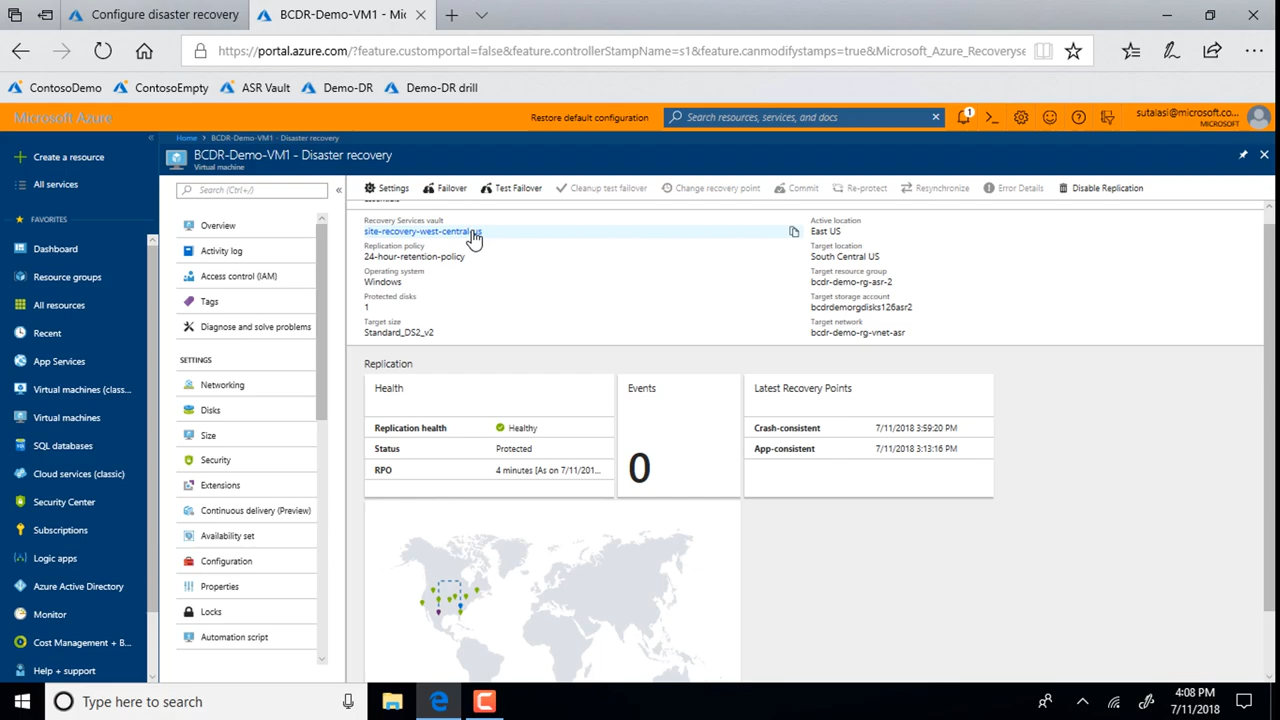 Configure disaster recovery
BCDR-Demo-VM1 - Mic
https://portal.azure.com/?feature.customportal=false&feature.controllerStampName=s1&feature.canmodifystamps=true&Microsoft_Azure_Recoveryse
ContosoDemo
ContosoEmpty
ASR Vault
Demo-DR
Demo-DR drill
Microsoft Azure
Restore default configuration
Search resources, services, and docs
1
sutaiasi@microsoft.co...
MICROSOFT
Home > BCDR-Demo-VM1 - Disaster recovery
BCDR-Demo-VM1 - Disaster recovery
Virtual machine
Create a resource
All services
FAVORITES
Dashboard
Resource groups
All resources
Recent
App Services
Virtual machines (class...
Virtual machines
SQL databases
Cloud services (classic)
Security Center
Subscriptions
Logic apps
Azure Active Directory
Monitor
Cost Management + B...
Help + support
Search (Ctrl+/)
Overview
Activity log
Access control (IAM)
Tags
Diagnose and solve problems
SETTINGS
Networking
Disks
Size
Security
Extensions
Continuous delivery (Preview)
Availability set
Configuration
Properties
Locks
Automation script
Settings
Failover
Test Failover
Cleanup test failover
Change recovery point
Commit
Re-protect
Resynchronize
Error Details
Disable Replication
Essentials
Recovery Services vault
site-recovery-west-central-us
Replication policy
24-hour-retention-policy
Operating system
Windows
Protected disks
1
Target size
Standard_DS2_v2
Active location
East US
Target location
South Central US
Target resource group
bcdr-demo-rg-asr-2
Target storage account
bcdrdemorgdisks126asr2
Target network
bcdr-demo-rg-vnet-asr
Replication
Health
Replication health
Healthy
Status
Protected
RPO
4 minutes [As on 7/11/201...
Events
0
Latest Recovery Points
Crash-consistent
7/11/2018 3:59:20 PM
App-consistent
7/11/2018 3:13:16 PM
Type here to search
4:08 PM
7/11/2018